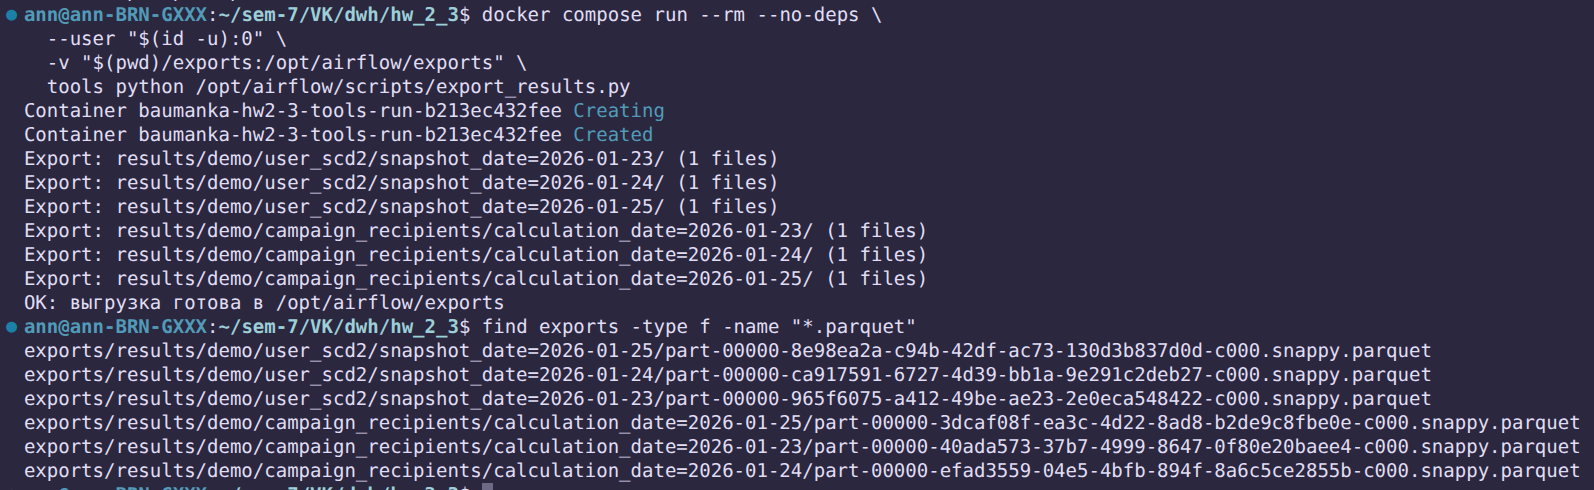 ann@ann-BRN-GXXX:~/sem-7/VK/dwh/hw_2_3$ docker compose run --rm --no-deps \
  --user "$(id -u):0" \
  -v "$(pwd)/exports:/opt/airflow/exports" \
  tools python /opt/airflow/scripts/export_results.py
Container baumanka-hw2-3-tools-run-b213ec432fee Creating
Container baumanka-hw2-3-tools-run-b213ec432fee Created
Export: results/demo/user_scd2/snapshot_date=2026-01-23/ (1 files)
Export: results/demo/user_scd2/snapshot_date=2026-01-24/ (1 files)
Export: results/demo/user_scd2/snapshot_date=2026-01-25/ (1 files)
Export: results/demo/campaign_recipients/calculation_date=2026-01-23/ (1 files)
Export: results/demo/campaign_recipients/calculation_date=2026-01-24/ (1 files)
Export: results/demo/campaign_recipients/calculation_date=2026-01-25/ (1 files)
OK: выгрузка готова в /opt/airflow/exports
ann@ann-BRN-GXXX:~/sem-7/VK/dwh/hw_2_3$ find exports -type f -name "*.parquet"
exports/results/demo/user_scd2/snapshot_date=2026-01-25/part-00000-8e98ea2a-c94b-42df-ac73-130d3b837d0d-c000.snappy.parquet
exports/results/demo/user_scd2/snapshot_date=2026-01-24/part-00000-ca917591-6727-4d39-bb1a-9e291c2deb27-c000.snappy.parquet
exports/results/demo/user_scd2/snapshot_date=2026-01-23/part-00000-965f6075-a412-49be-ae23-2e0eca548422-c000.snappy.parquet
exports/results/demo/campaign_recipients/calculation_date=2026-01-25/part-00000-3dcaf08f-ea3c-4d22-8ad8-b2de9c8fbe0e-c000.snappy.parquet
exports/results/demo/campaign_recipients/calculation_date=2026-01-23/part-00000-40ada573-37b7-4999-8647-0f80e20baee4-c000.snappy.parquet
exports/results/demo/campaign_recipients/calculation_date=2026-01-24/part-00000-efad3559-04e5-4bfb-894f-8a6c5ce2855b-c000.snappy.parquet